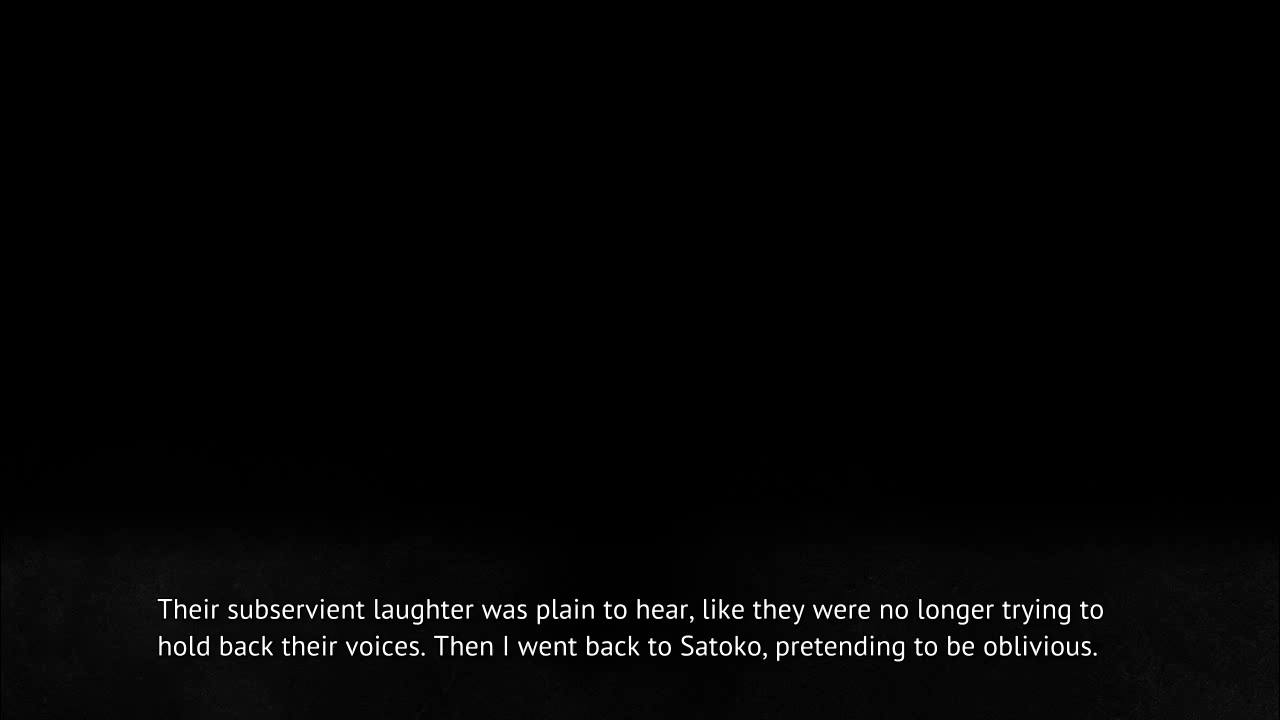 Their subservient laughter was plain to hear, like they were no longer trying to
hold back their voices. Then I went back to Satoko, pretending to be oblivious.